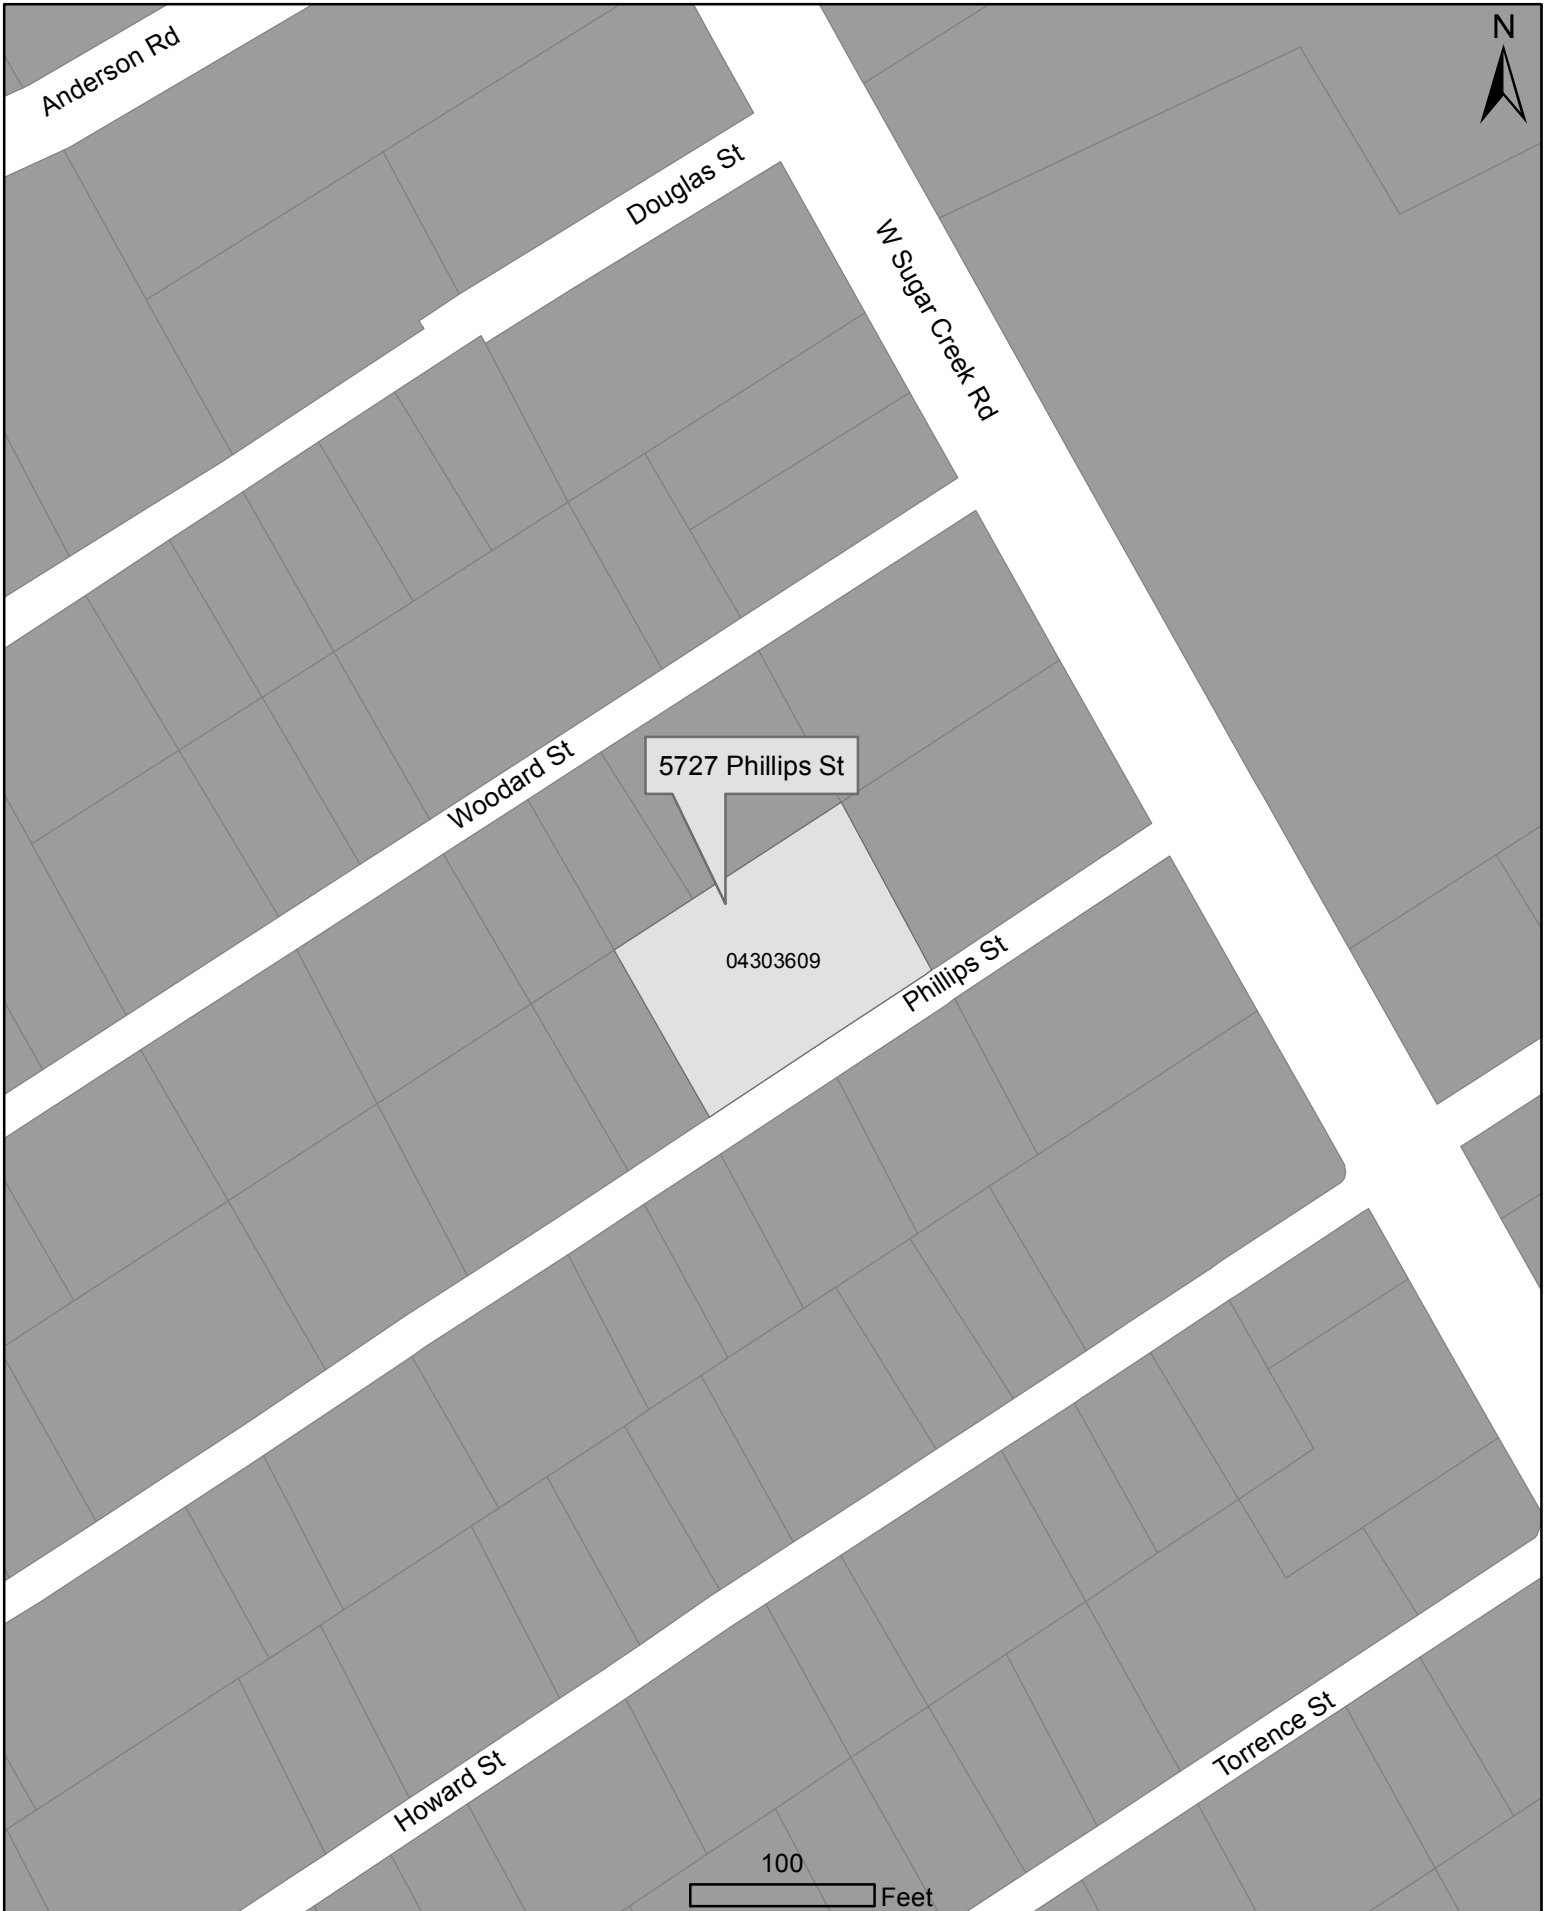 N
Anderson Rd
Douglas St
W Sugar Creek Rd
Woodard St
5727 Phillips St
04303609
Phillips St
Torrence St
Howard St
100
Feet